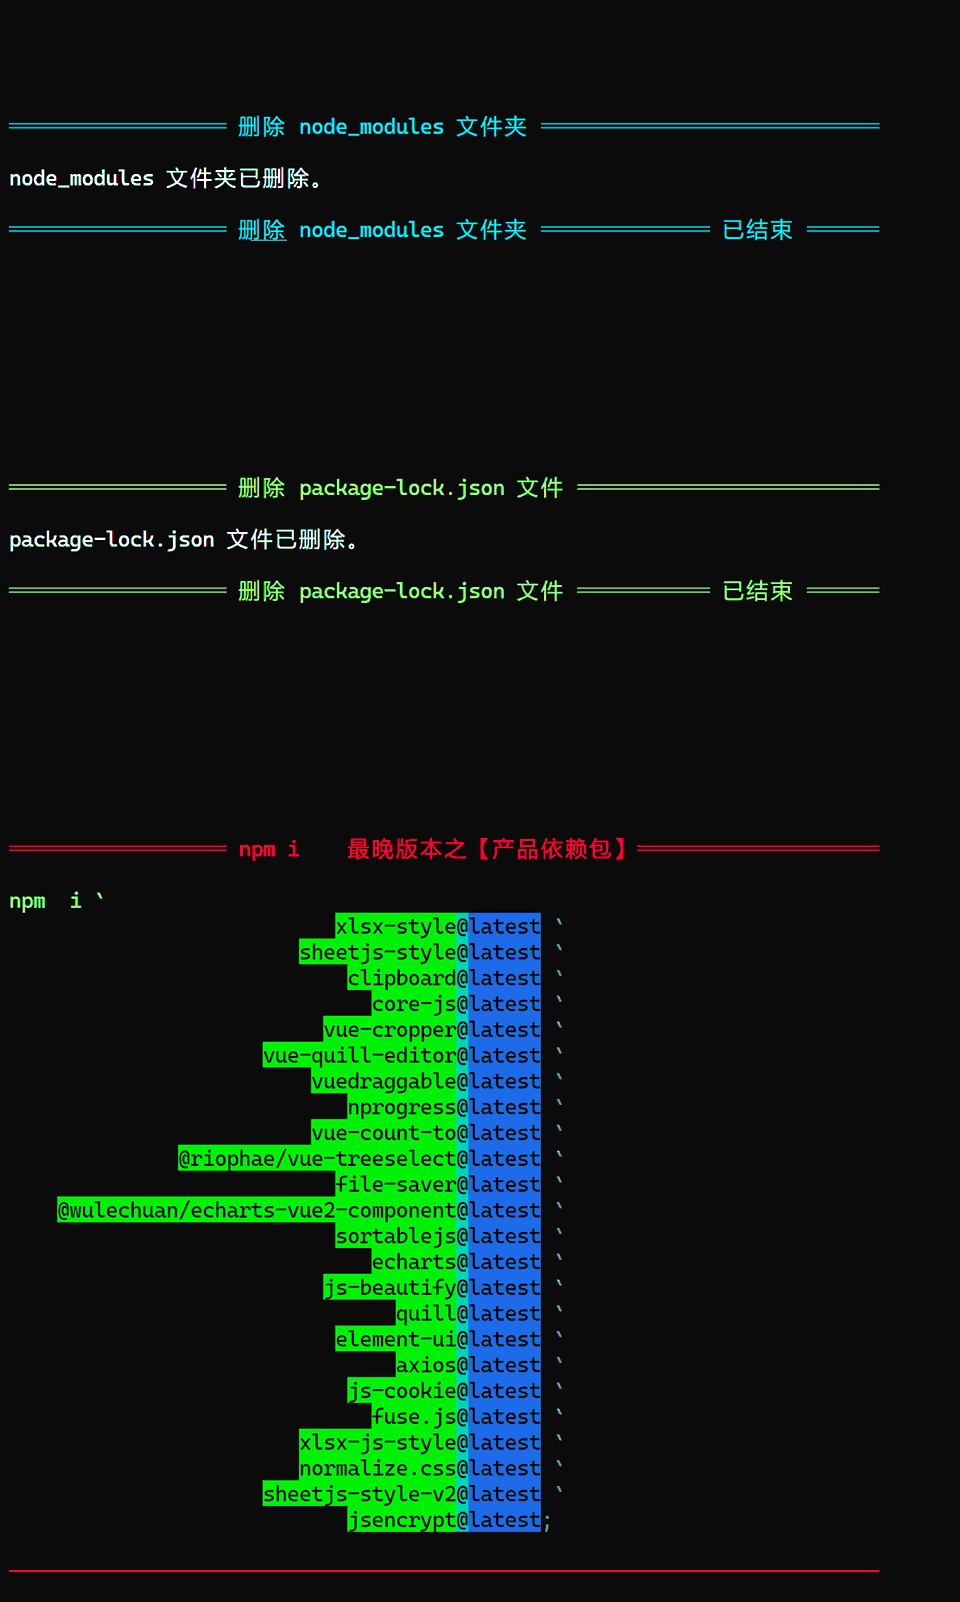 ══════════════════ 删除 node_modules 文件夹 ════════════════════════════
node_modules 文件夹已删除。
══════════════════ 删除 node_modules 文件夹 ══════════════ 已结束 ══════
══════════════════ 删除 package-lock.json 文件 ═════════════════════════
package-lock.json 文件已删除。
══════════════════ 删除 package-lock.json 文件 ═══════════ 已结束 ══════
══════════════════ npm i    最晚版本之【产品依赖包】════════════════════
npm  i `
xlsx-style@latest `
sheetjs-style@latest `
clipboard@latest `
core-js@latest `
vue-cropper@latest `
vue-quill-editor@latest `
vuedraggable@latest `
nprogress@latest `
vue-count-to@latest `
@riophae/vue-treeselect@latest `
file-saver@latest `
@wulechuan/echarts-vue2-component@latest `
sortablejs@latest `
echarts@latest `
js-beautify@latest `
quill@latest `
element-ui@latest `
axios@latest `
js-cookie@latest `
fuse.js@latest `
xlsx-js-style@latest `
normalize.css@latest `
sheetjs-style-v2@latest `
jsencrypt@latest;